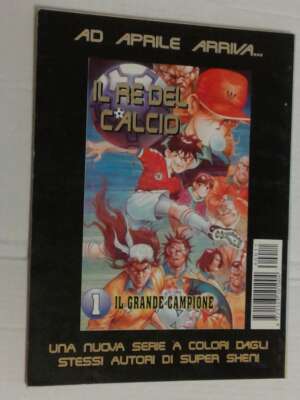 AD APRILE ARRIVA...
IL RE DEL
CALCIO
1 IL GRANDE CAMPIONE
UNA NUOVA SERIE A COLORI DAGLI
STESSI AUTORI DI SUPER SHEN!